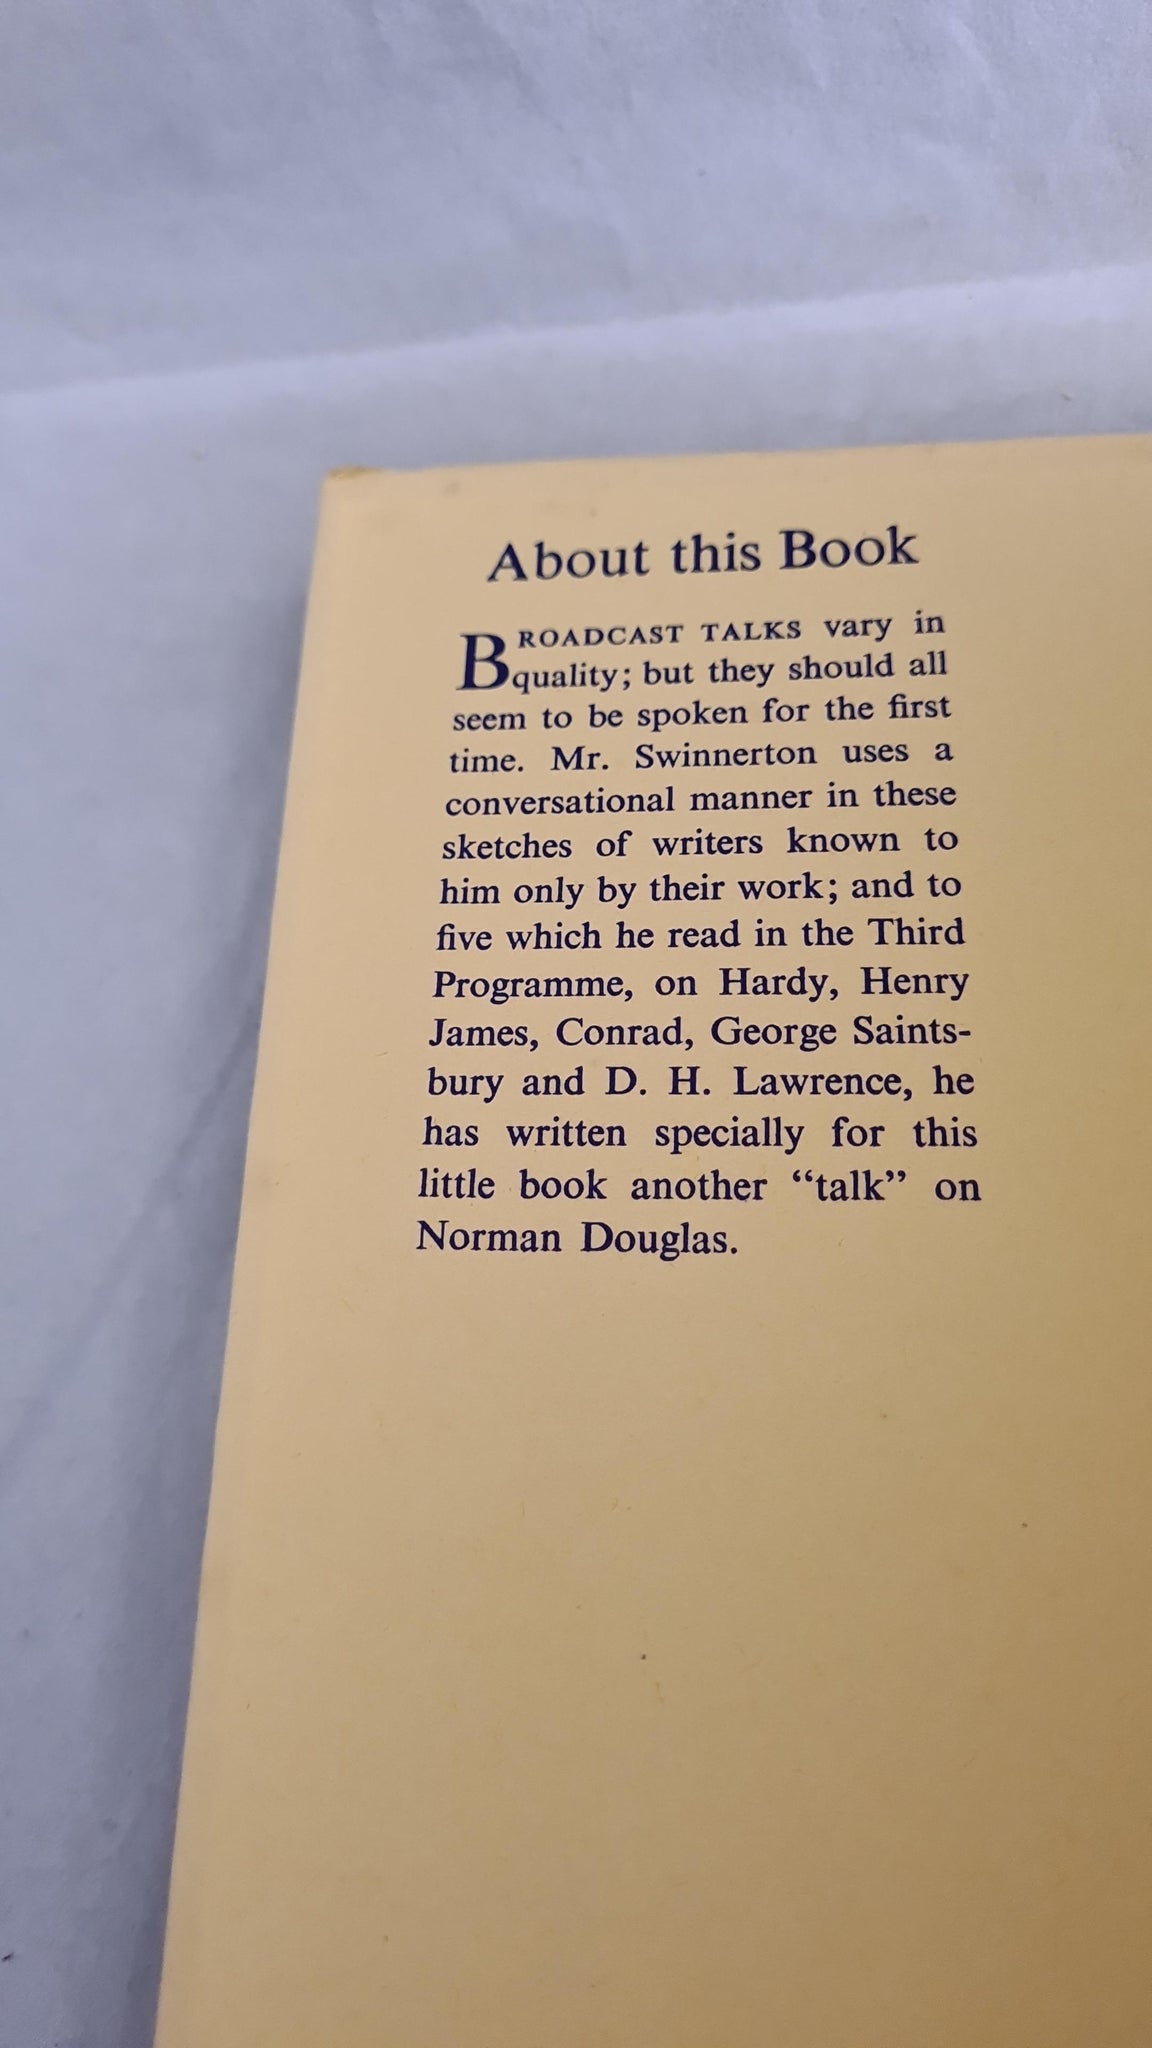 About this Book
BROADCAST TALKS vary in
quality; but they should all
seem to be spoken for the first
time. Mr. Swinnerton uses a
conversational manner in these
sketches of writers known to
him only by their work; and to
five which he read in the Third
Programme, on Hardy, Henry
James, Conrad, George Saints-
bury and D. H. Lawrence, he
has written specially for this
little book another “talk” on
Norman Douglas.